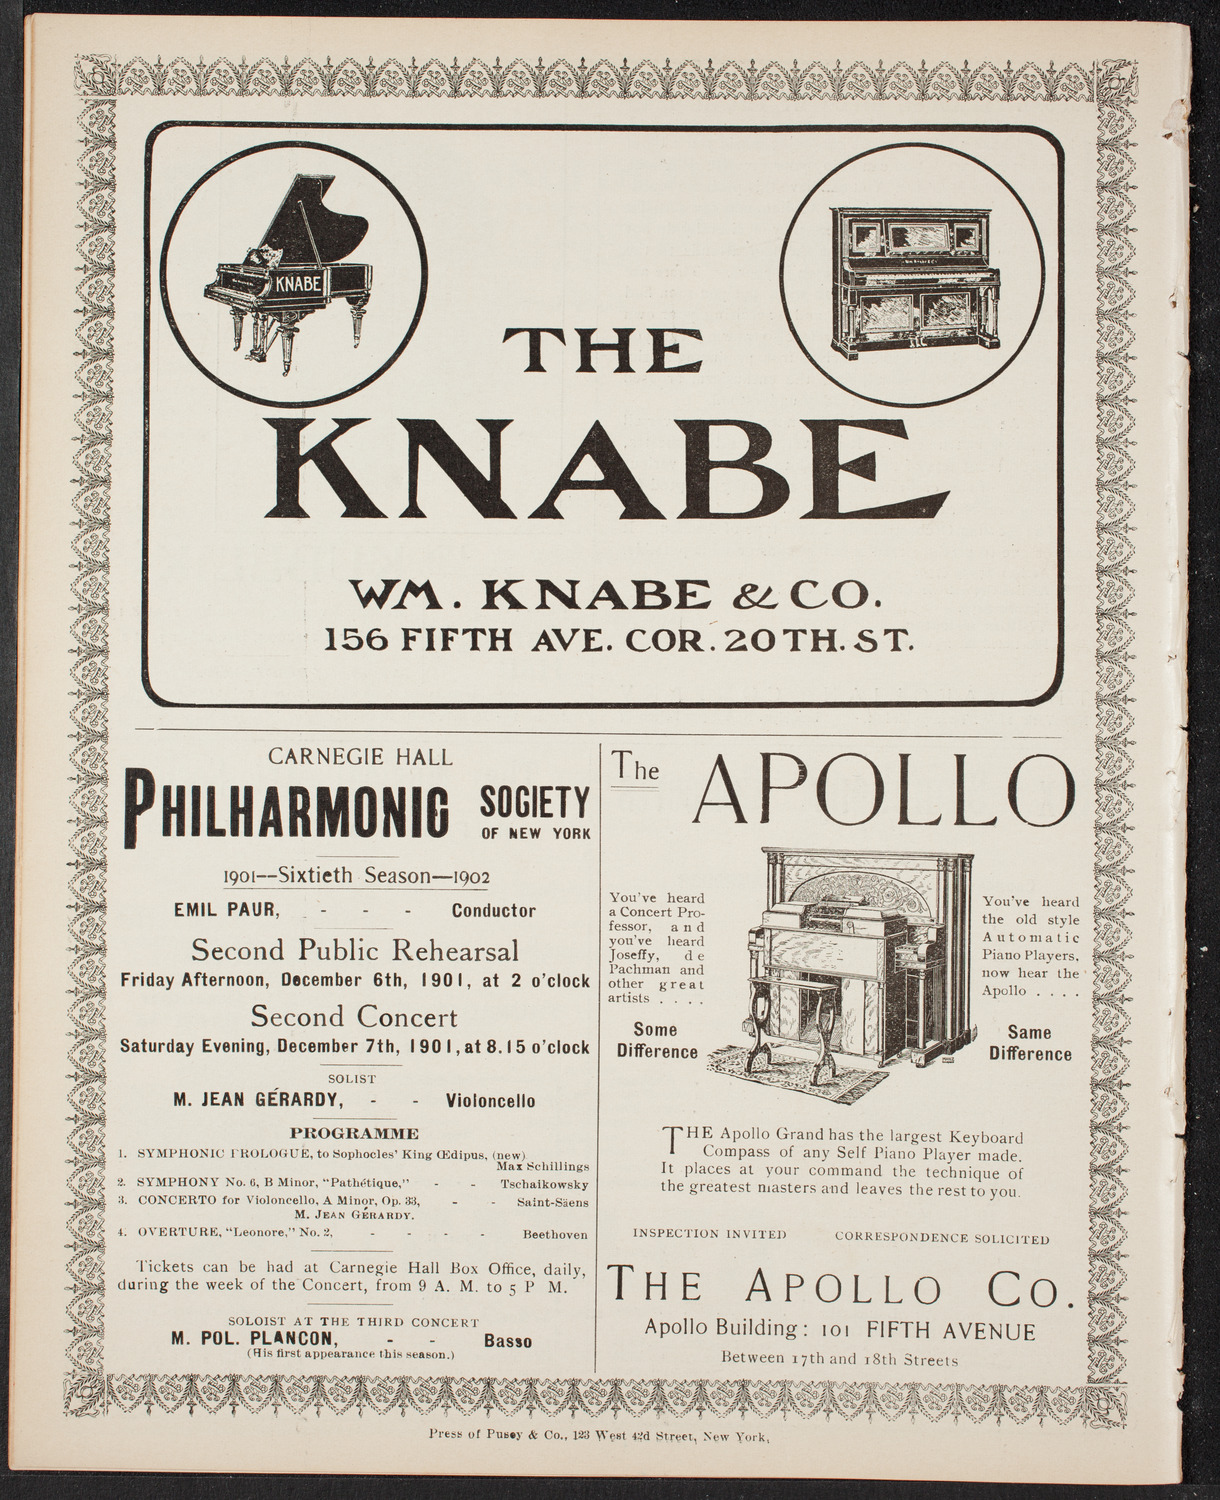 KNABE
THE
KNABE
WM. KNABE & CO.
156 FIFTH AVE. COR. 20TH. ST.
CARNEGIE HALL
PHILHARMONIC SOCIETY
OF NEW YORK
1901--Sixtieth Season—1902
EMIL PAUR, - - - Conductor
Second Public Rehearsal
Friday Afternoon, December 6th, 1901, at 2 o'clock
Second Concert
Saturday Evening, December 7th, 1901, at 8.15 o'clock
SOLIST
M. JEAN GÉRARDY, - - Violoncello
PROGRAMME
1. SYMPHONIC PROLOGUE, to Sophocles' King Œdipus, (new)
Max Schillings
2. SYMPHONY No. 6, B Minor, "Pathétique," - - Tschaikowsky
3. CONCERTO for Violoncello, A Minor, Op. 33, - - Saint-Säens
M. JEAN GÉRARDY.
4. OVERTURE, "Leonore," No. 2, - - - - Beethoven
Tickets can be had at Carnegie Hall Box Office, daily,
during the week of the Concert, from 9 A. M. to 5 P M.
SOLOIST AT THE THIRD CONCERT
M. POL. PLANCON, - - Basso
(His first appearance this season.)
The APOLLO
You've heard
a Concert Pro-
fessor, and
you've heard
Joseffy, de
Pachman and
other great
artists . . . .
Some
Difference
You've heard
the old style
Automatic
Piano Players,
now hear the
Apollo . . . .
Same
Difference
THE Apollo Grand has the largest Keyboard
Compass of any Self Piano Player made.
It places at your command the technique of
the greatest masters and leaves the rest to you.
INSPECTION INVITED CORRESPONDENCE SOLICITED
THE APOLLO CO.
Apollo Building: 101 FIFTH AVENUE
Between 17th and 18th Streets
Press of Pusey & Co., 123 West 42d Street, New York,